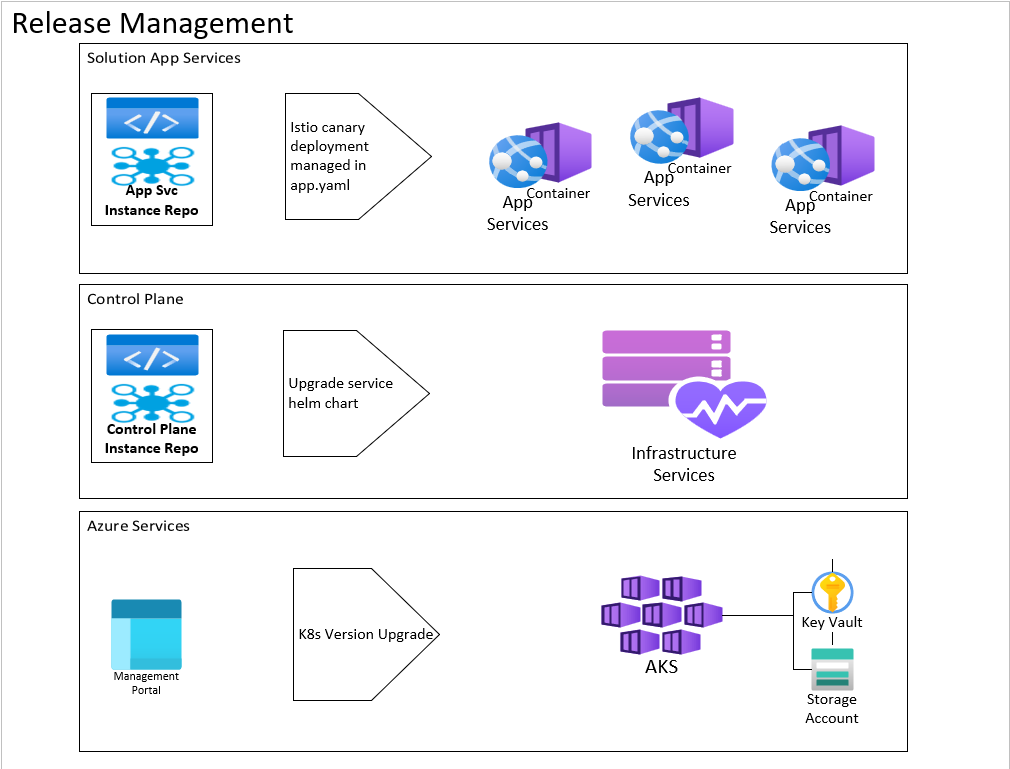 Release Management
Solution App Services
App Svc
Instance Repo
Istio canary
deployment
managed in
app.yaml
Container
App
Services
Container
App
Services
Container
App
Services
Control Plane
Control Plane
Instance Repo
Upgrade service
helm chart
Infrastructure
Services
Azure Services
Management
Portal
K8s Version Upgrade
AKS
Key Vault
Storage
Account